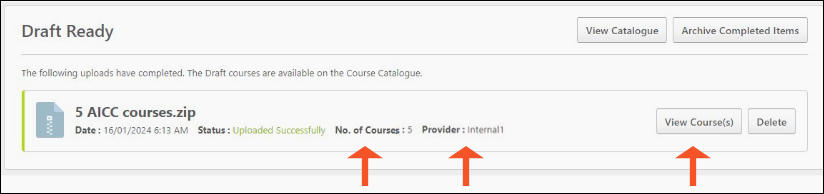 Draft Ready
View Catalogue
Archive Completed Items
The following uploads have completed. The Draft courses are available on the Course Catalogue.
5 AICC courses.zip
Date : 16/01/2024 6:13 AM Status : Uploaded Successfully No. of Courses : 5 Provider : Internal1
View Course(s)
Delete